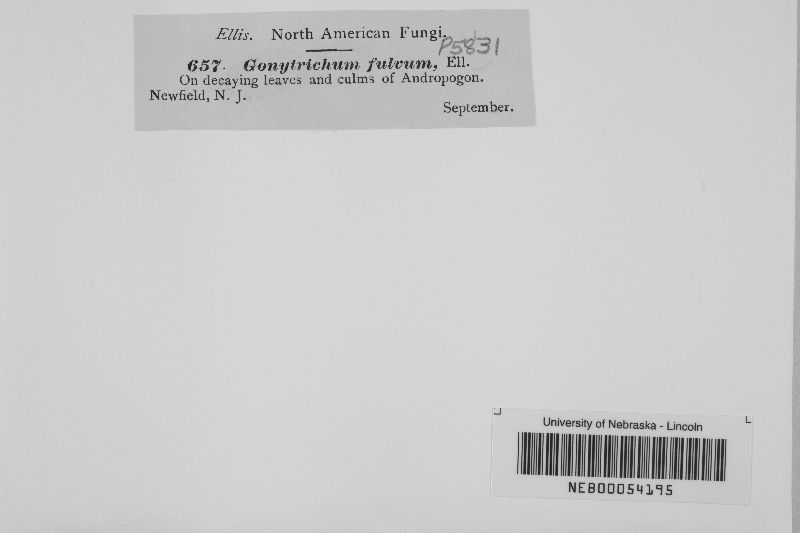 Ellis. North American Fungi.
P5831
657. Gonytrichum fulvum, Ell.
On decaying leaves and culms of Andropogon.
Newfield, N. J.
September.
University of Nebraska - Lincoln
NEB00054195